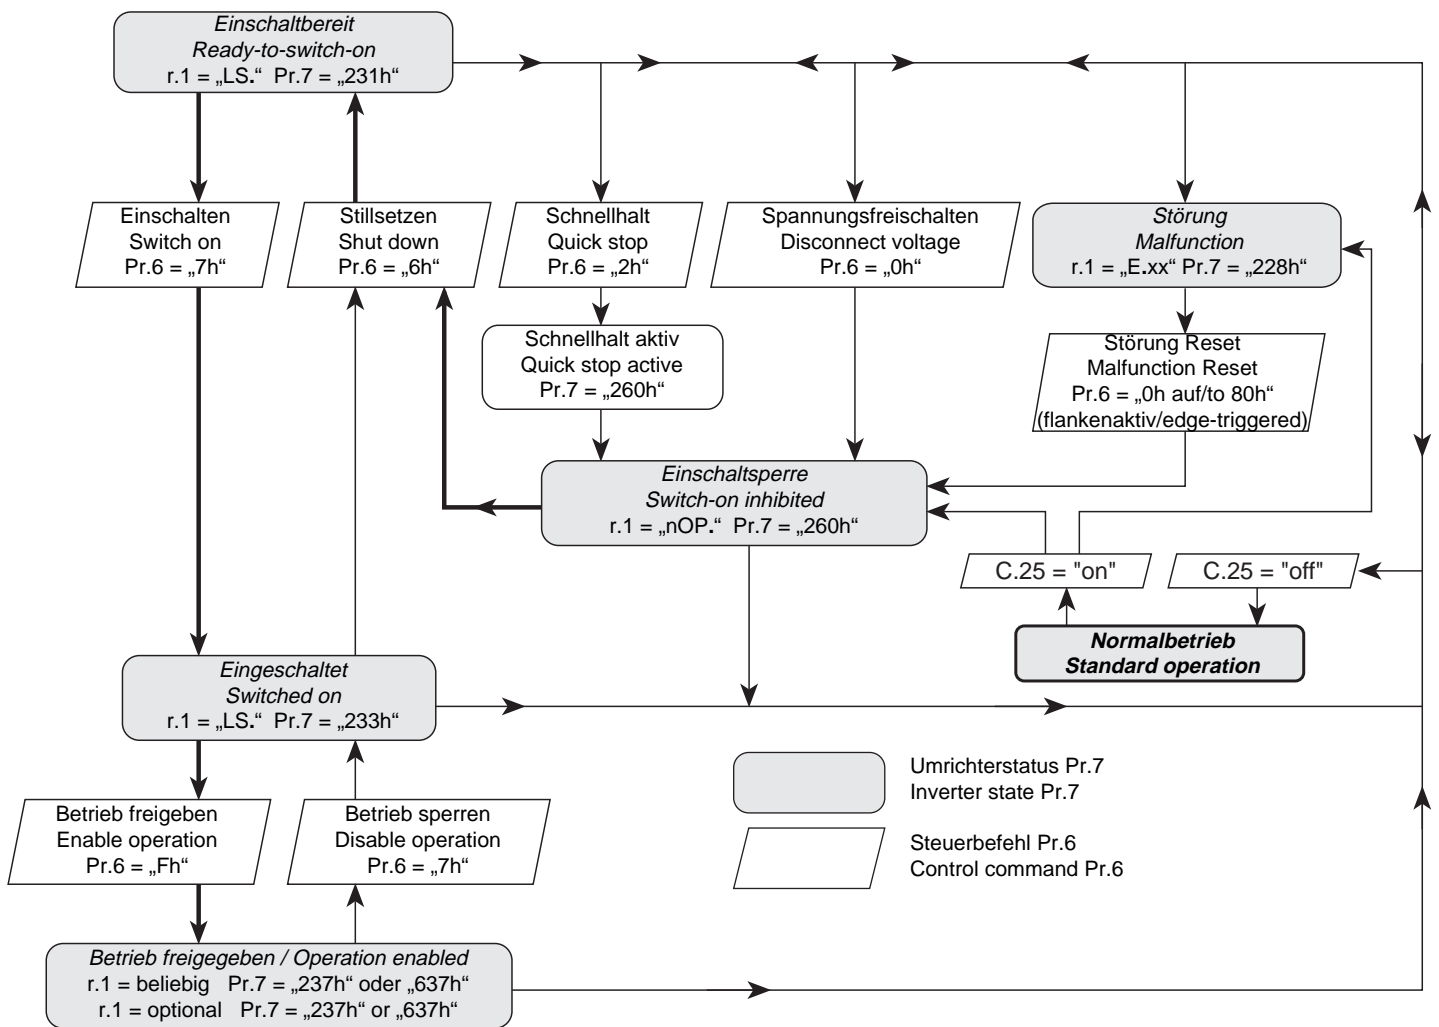 Einschaltbereit
Ready-to-switch-on
r.1 = „LS.“ Pr.7 = „231h“
Einschalten
Switch on
Pr.6 = „7h“
Stillsetzen
Shut down
Pr.6 = „6h“
Schnellhalt
Quick stop
Pr.6 = „2h“
Spannungsfreischalten
Disconnect voltage
Pr.6 = „0h“
Störung
Malfunction
r.1 = „E.xx“ Pr.7 = „228h“
Schnellhalt aktiv
Quick stop active
Pr.7 = „260h“
Störung Reset
Malfunction Reset
Pr.6 = „0h auf/to 80h“
(flankenaktiv/edge-triggered)
Einschaltsperre
Switch-on inhibited
r.1 = „nOP.“ Pr.7 = „260h“
C.25 = "on"
C.25 = "off"
Normalbetrieb
Standard operation
Eingeschaltet
Switched on
r.1 = „LS.“ Pr.7 = „233h“
Betrieb freigeben
Enable operation
Pr.6 = „Fh“
Betrieb sperren
Disable operation
Pr.6 = „7h“
Umrichterstatus Pr.7
Inverter state Pr.7
Steuerbefehl Pr.6
Control command Pr.6
Betrieb freigegeben / Operation enabled
r.1 = beliebig Pr.7 = „237h“ oder „637h“
r.1 = optional Pr.7 = „237h“ or „637h“